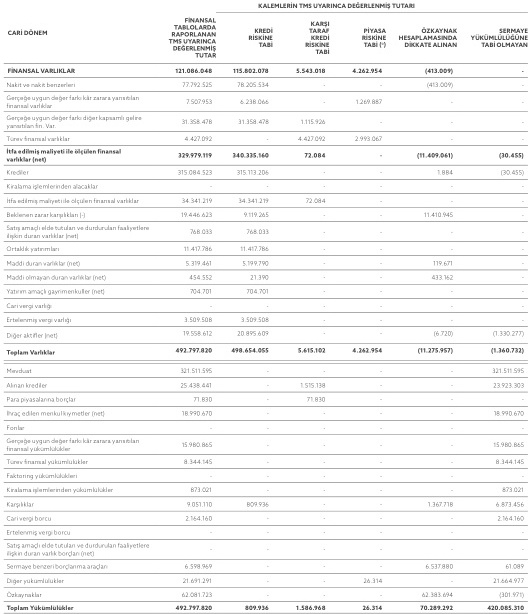 KALEMLERİN TMS UYARINCA DEĞERLENMİŞ TUTARI
CARİ DÖNEM
FİNANSAL TABLOLARDA RAPORLANAN TMS UYARINCA DEĞERLENMİŞ TUTAR
KREDİ RİSKİNE TABİ
KARŞI TARAF KREDİ RİSKİNE TABİ
PİYASA RİSKİNE TABİ (*)
ÖZKAYNAK HESAPLAMASINDA DİKKATE ALINAN
SERMAYE YÜKÜMLÜLÜĞÜNE TABİ OLMAYAN
FİNANSAL VARLIKLAR 121.086.048 115.802.078 5.543.018 4.262.954 (413.009) -
Nakit ve nakit benzerleri 77.792.525 78.205.534 - - (413.009) -
Gerçeğe uygun değer farkı kâr zarara yansıtılan
finansal varlıklar 7.507.953 6.238.066 - 1.269.887 - -
Gerçeğe uygun değer farkı diğer kapsamlı gelire
yansıtılan fin. Var. 31.358.478 31.358.478 1.115.926 - - -
Türev finansal varlıklar 4.427.092 - 4.427.092 2.993.067 - -
İtfa edilmiş maliyeti ile ölçülen finansal
varlıklar (net) 329.979.119 340.335.160 72.084 - (11.409.061) (30.455)
Krediler 315.084.523 315.113.206 - - 1.884 (30.455)
Kiralama işlemlerinden alacaklar - - - - - -
İtfa edilmiş maliyeti ile ölçülen finansal varlıklar 34.341.219 34.341.219 72.084 - - -
Beklenen zarar karşılıkları (-) 19.446.623 9.119.265 - - 11.410.945 -
Satış amaçlı elde tutulan ve durdurulan faaliyetlere
ilişkin duran varlıklar (net) 768.033 768.033 - - - -
Ortaklık yatırımları 11.417.786 11.417.786 - - - -
Maddi duran varlıklar (net) 5.319.461 5.199.790 - - 119.671 -
Maddi olmayan duran varlıklar (net) 454.552 21.390 - - 433.162 -
Yatırım amaçlı gayrimenkuller (net) 704.701 704.701 - - - -
Cari vergi varlığı - - - - - -
Ertelenmiş vergi varlığı 3.509.508 3.509.508 - - - -
Diğer aktifler (net) 19.558.612 20.895.609 - - (6.720) (1.330.277)
Toplam Varlıklar 492.797.820 498.654.055 5.615.102 4.262.954 (11.275.957) (1.360.732)
Mevduat 321.511.595 - - - - 321.511.595
Alınan krediler 25.438.441 - 1.515.138 - - 23.923.303
Para piyasalarına borçlar 71.830 - 71.830 - - -
İhraç edilen menkul kıymetler (net) 18.990.670 - - - - 18.990.670
Fonlar - - - - - -
Gerçeğe uygun değer farkı kâr zarara yansıtılan
finansal yükümlülükler 15.980.865 - - - - 15.980.865
Türev finansal yükümlülükler 8.344.145 - - - - 8.344.145
Faktoring yükümlülükleri - - - - - -
Kiralama işlemlerinden yükümlülükler 873.021 - - - - 873.021
Karşılıklar 9.051.110 809.936 - - 1.367.718 6.873.456
Cari vergi borcu 2.164.160 - - - - 2.164.160
Ertelenmiş vergi borcu - - - - - -
Satış amaçlı elde tutulan ve durdurulan faaliyetlere
ilişkin duran varlık borçları (net) - - - - - -
Sermaye benzeri borçlanma araçları 6.598.969 - - - 6.537.880 61.089
Diğer yükümlülükler 21.691.291 - - 26.314 - 21.664.977
Özkaynaklar 62.081.723 - - - 62.383.694 (301.971)
Toplam Yükümlülükler 492.797.820 809.936 1.586.968 26.314 70.289.292 420.085.310